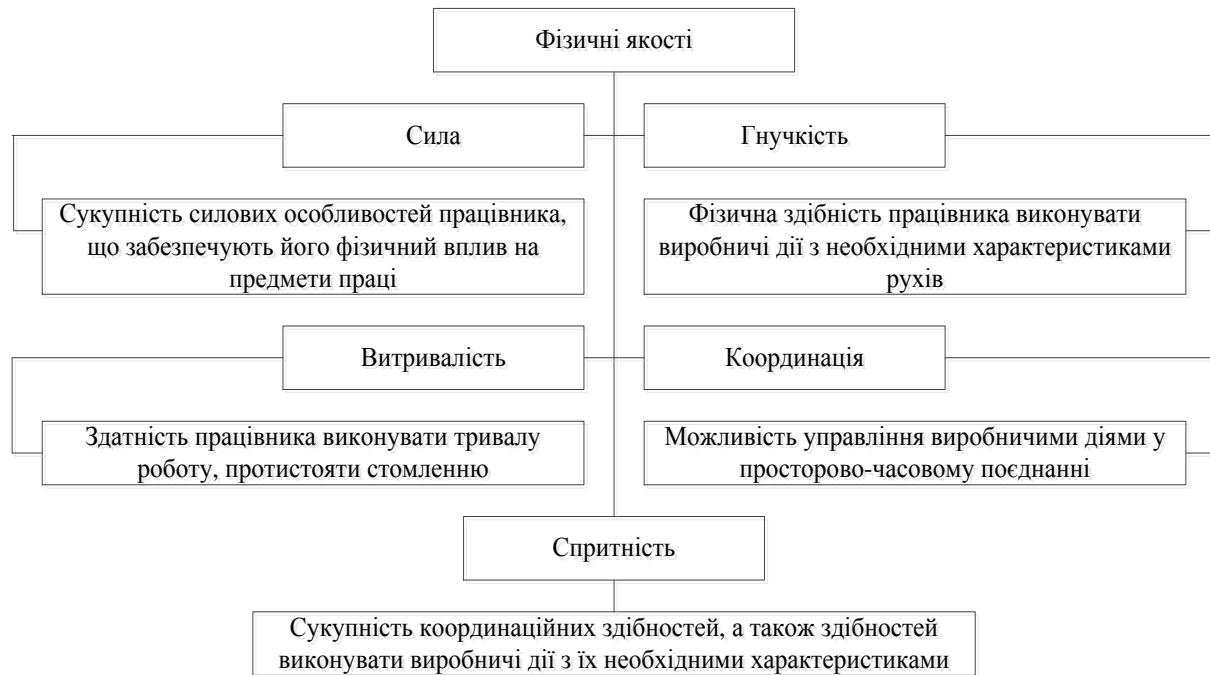 Фізичні якості
Сила
Гнучкість
Сукупність силових особливостей працівника,
що забезпечують його фізичний вплив на
предмети праці
Фізична здібність працівника виконувати
виробничі дії з необхідними характеристиками
рухів
Витривалість
Координація
Здатність працівника виконувати тривалу
роботу, протистояти стомленню
Можливість управління виробничими діями у
просторово-часовому поєднанні
Спритність
Сукупність координаційних здібностей, а також здібностей
виконувати виробничі дії з їх необхідними характеристиками